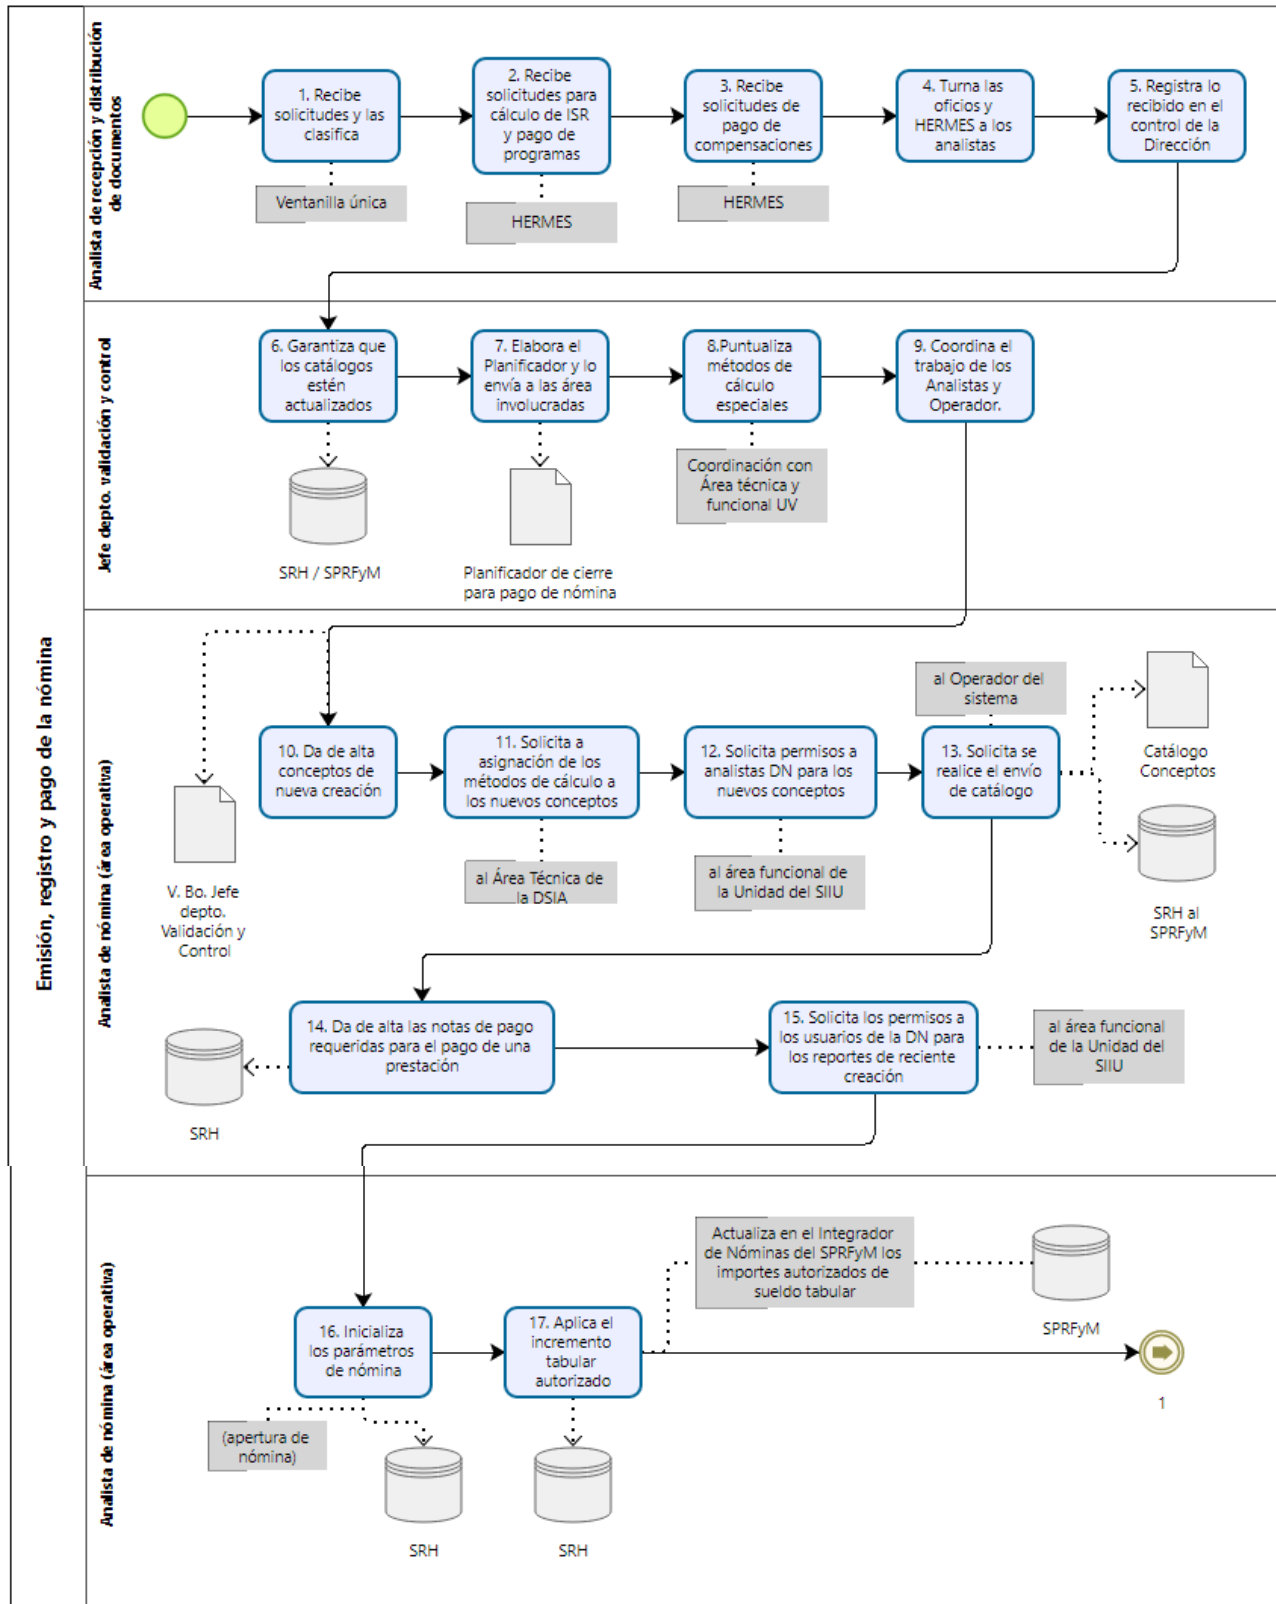 Emisión, registro y pago de la nómina
Analista de recepción y distribución
de documentos
1. Recibe
solicitudes y las
clasifica
Ventanilla única
2. Recibe
solicitudes para
cálculo de ISR
y pago de
programas
HERMES
3. Recibe
solicitudes de
pago de
compensaciones
HERMES
4. Turna las
oficios y
HERMES a los
analistas
5. Registra lo
recibido en el
control de la
Dirección
Jefe depto. validación y control
6. Garantiza que
los catálogos
estén
actualizados
SRH / SPRFyM
7. Elabora el
Planificador y lo
envía a las área
involucradas
Planificador de cierre
para pago de nómina
8.Puntualiza
métodos de
cálculo
especiales
Coordinación con
Área técnica y
funcional UV
9. Coordina el
trabajo de los
Analistas y
Operador.
Analista de nómina (área operativa)
V. Bo. Jefe
depto.
Validación y
Control
10. Da de alta
conceptos de
nueva creación
11. Solicita a
asignación de los
métodos de cálculo a
los nuevos conceptos
al Área Técnica de
la DSIA
12. Solicita permisos a
analistas DN para los
nuevos conceptos
al área funcional de
la Unidad del SIIU
al Operador del
sistema
13. Solicita se
realice el envío
de catálogo
Catálogo
Conceptos
SRH al
SPRFyM
14. Da de alta las notas de pago
requeridas para el pago de una
prestación
SRH
15. Solicita los permisos a
los usuarios de la DN para
los reportes de reciente
creación
al área funcional
de la Unidad del
SIIU
Analista de nómina (área operativa)
16. Inicializa
los parámetros
de nómina
(apertura de
nómina)
SRH
17. Aplica el
incremento
tabular
autorizado
SRH
Actualiza en el Integrador
de Nóminas del SPRFyM los
importes autorizados de
sueldo tabular
SPRFyM
1